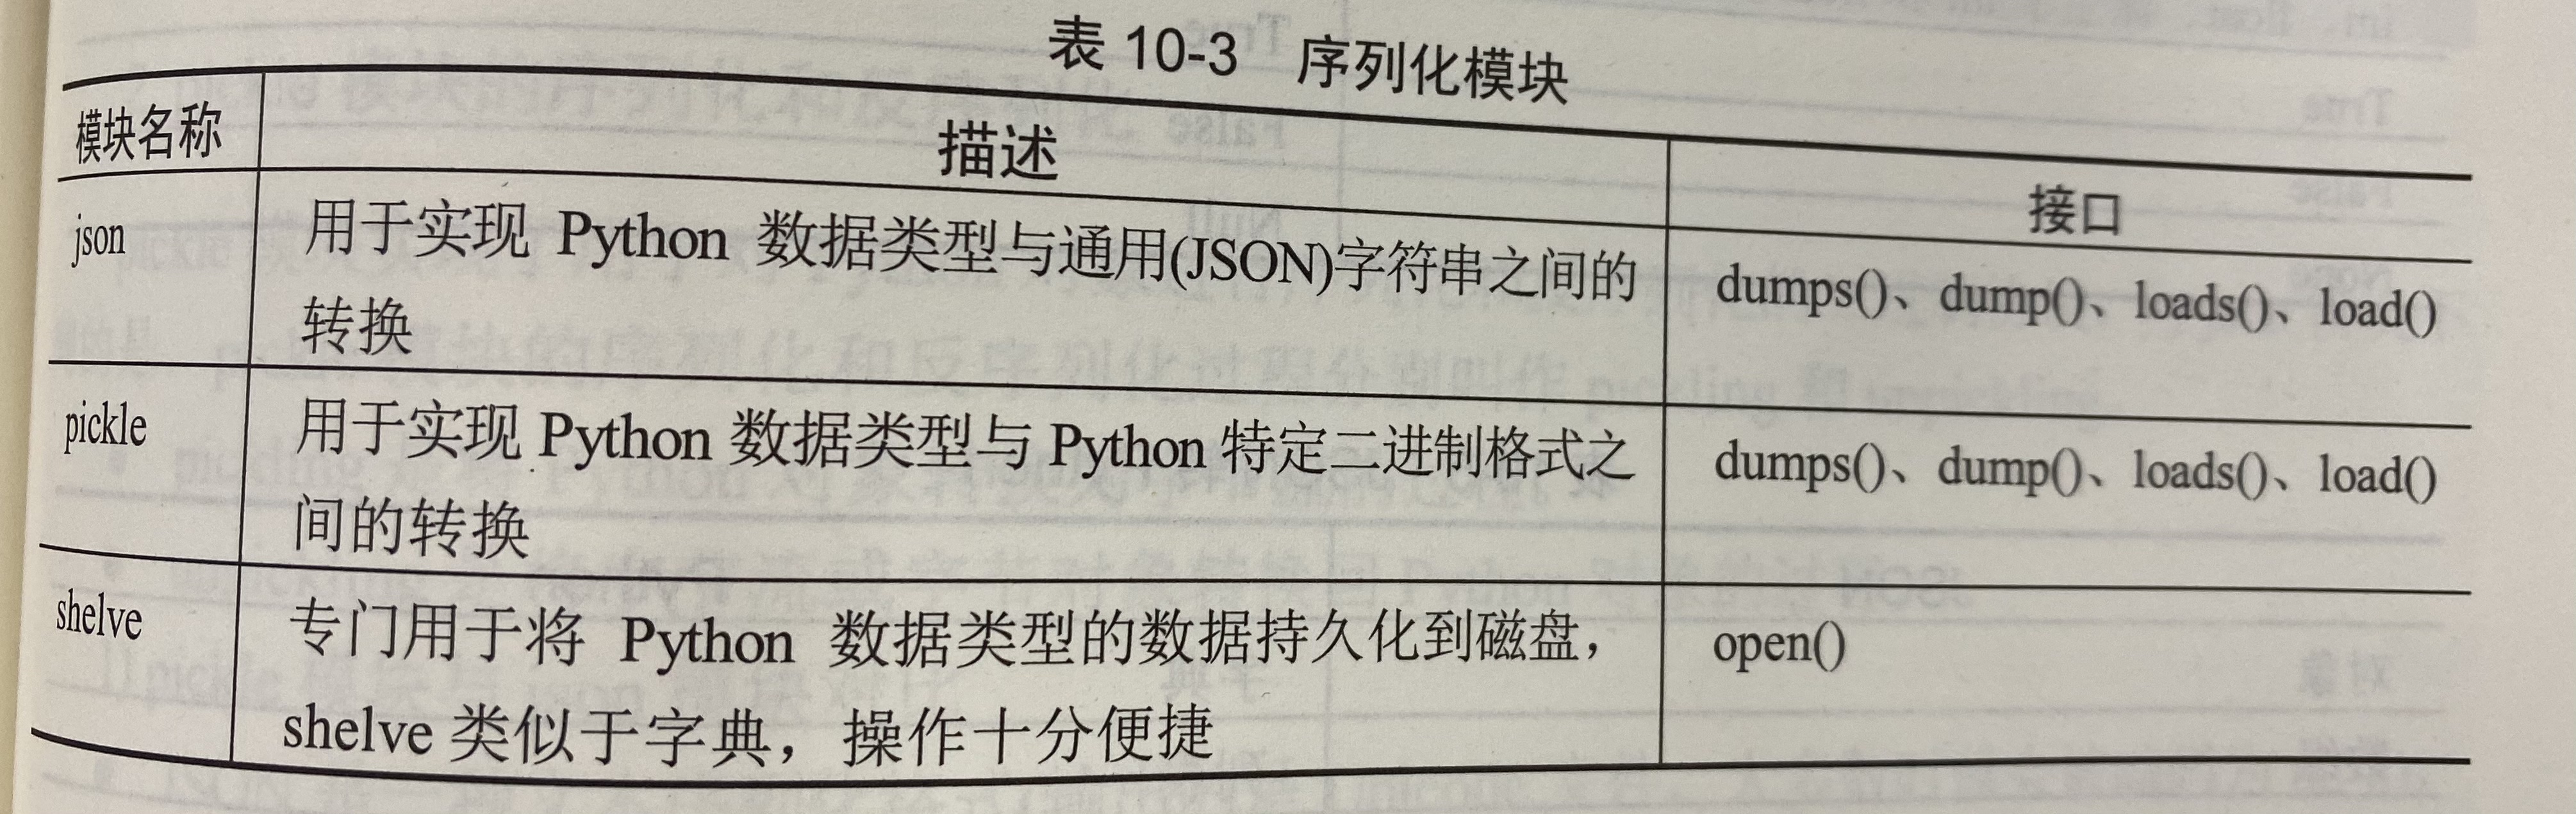 表 10-3 序列化模块
模块名称 描述 接口
json 用于实现 Python 数据类型与通用(JSON)字符串之间的 dumps()、dump()、loads()、load()
转换
pickle 用于实现 Python 数据类型与 Python 特定二进制格式之 dumps()、dump()、loads()、load()
间的转换
shelve 专门用于将 Python 数据类型的数据持久化到磁盘， open()
shelve 类似于字典，操作十分便捷